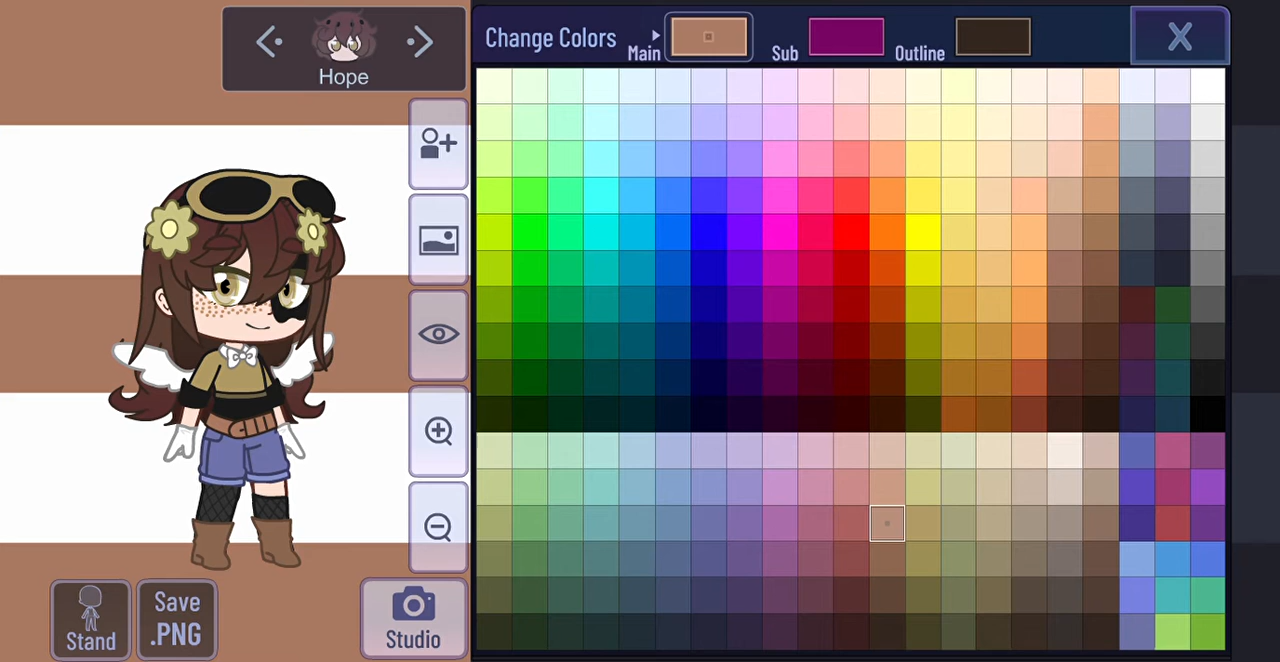 Hope
Change Colors
Main
Sub
Outline
X
Stand
Save
.PNG
Studio